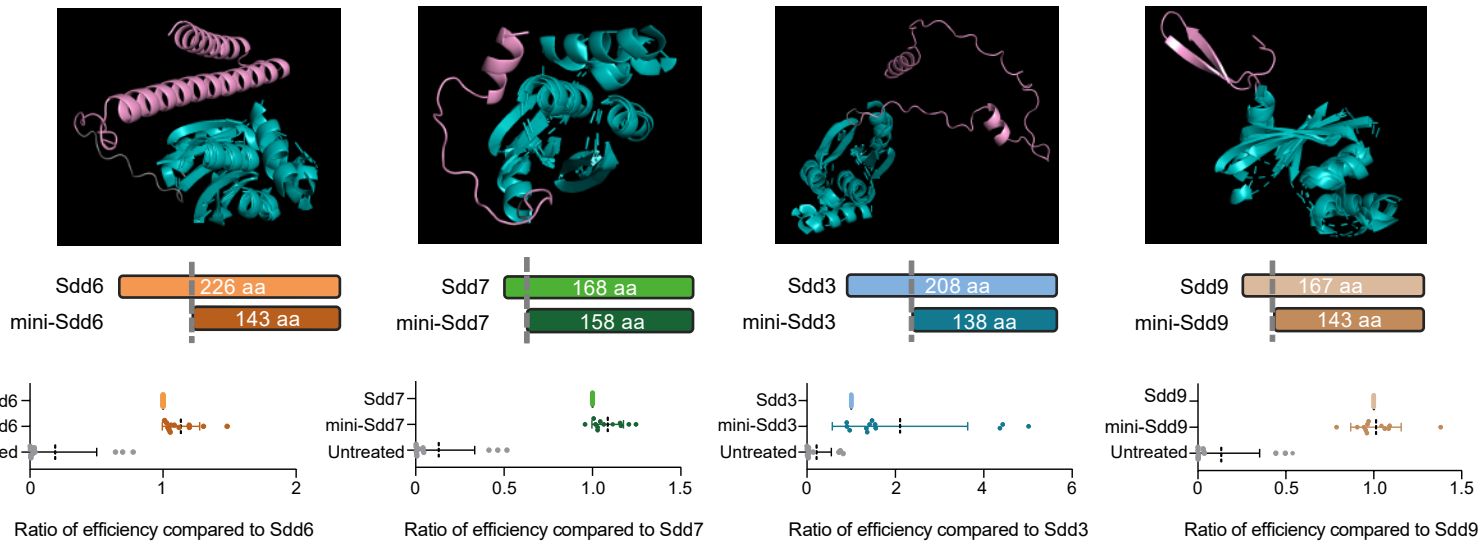 Sdd6 226 aa
mini-Sdd6 143 aa
Sdd7 168 aa
mini-Sdd7 158 aa
Sdd3 208 aa
mini-Sdd3 138 aa
Sdd9 167 aa
mini-Sdd9 143 aa
d6
d6
ed
0 1 2
Ratio of efficiency compared to Sdd6
Sdd7
mini-Sdd7
Untreated
0 0.5 1.0 1.5
Ratio of efficiency compared to Sdd7
Sdd3
mini-Sdd3
Untreated
0 2 4 6
Ratio of efficiency compared to Sdd3
Sdd9
mini-Sdd9
Untreated
0 0.5 1.0 1.5
Ratio of efficiency compared to Sdd9